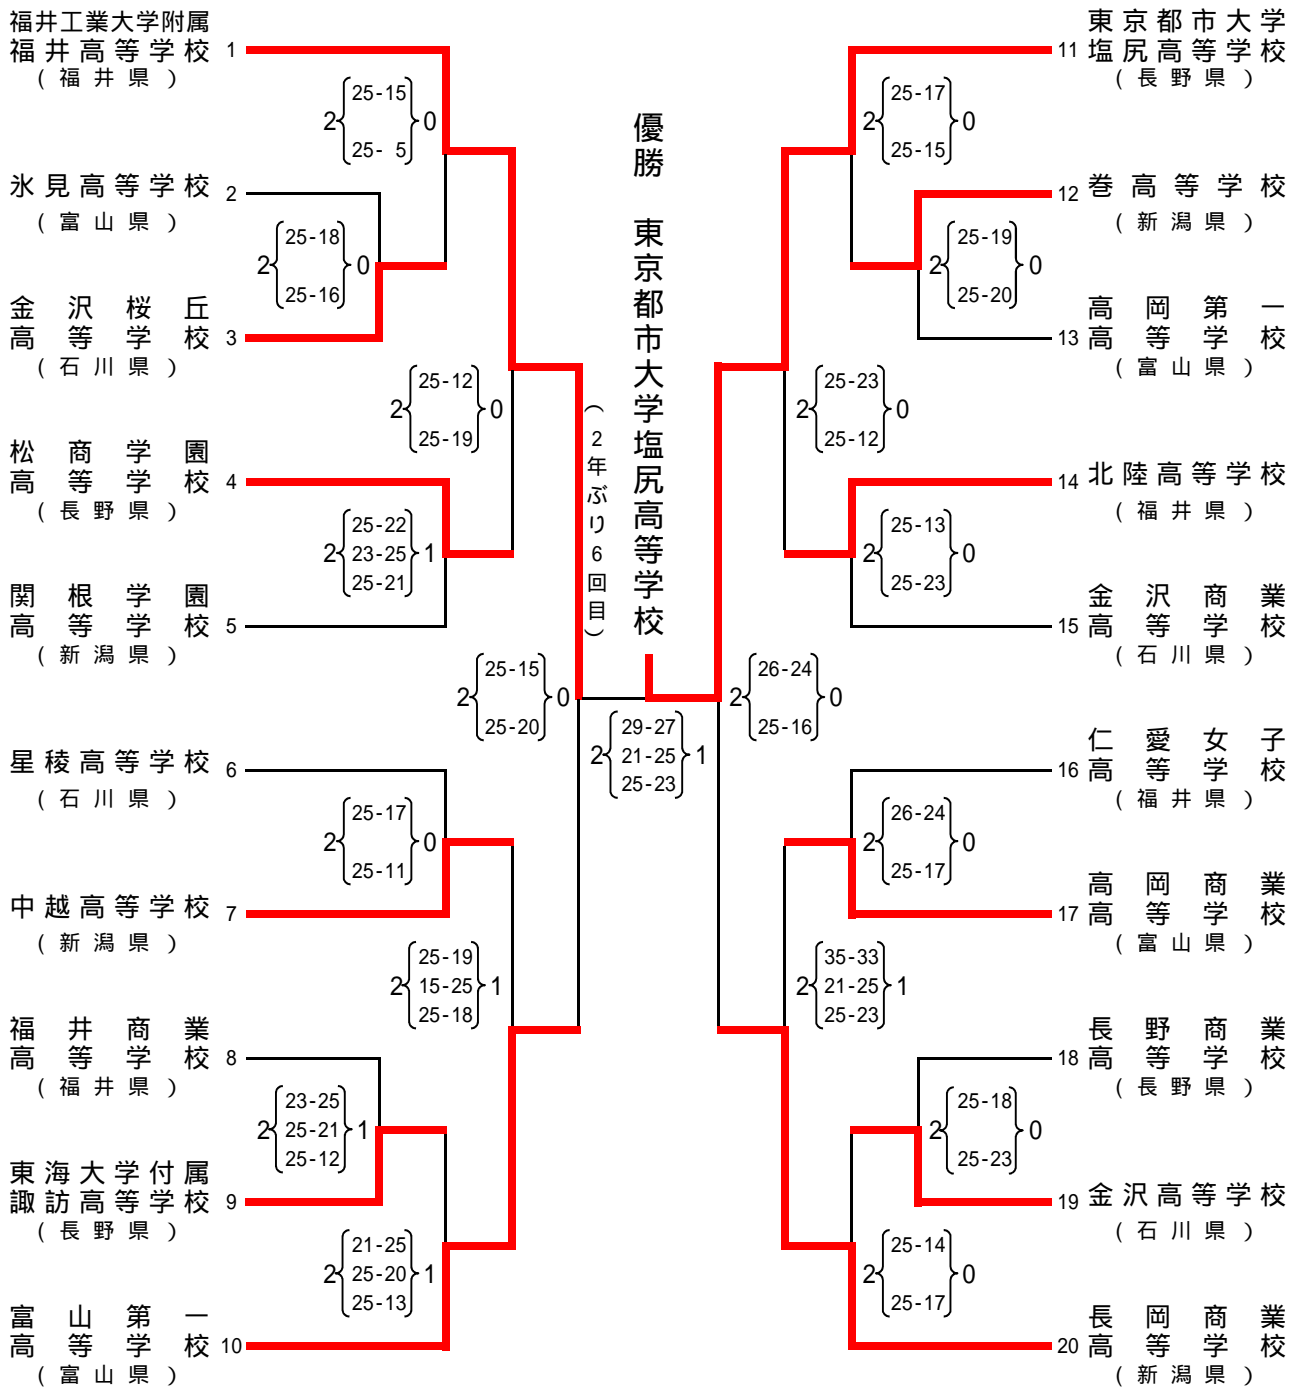 福井工業大学附属
福井高等学校 1
(福井県)
2 25-15 0
25- 5
氷見高等学校 2
(富山県)
2 25-18 0
25-16
金沢桜丘
高等学校 3
(石川県)
2 25-12 0
25-19
松商学園
高等学校 4
(長野県)
25-22
2 23-25 1
25-21
関根学園
高等学校 5
(新潟県)
2 25-15 0
25-20
星稜高等学校 6
(石川県)
2 25-17 0
25-11
中越高等学校 7
(新潟県)
25-19
2 15-25 1
25-18
福井商業
高等学校 8
(福井県)
23-25
2 25-21 1
25-12
東海大学付属
諏訪高等学校 9
(長野県)
21-25
2 25-20 1
25-13
富山第一
高等学校 10
(富山県)
優勝 東京都市大学塩尻高等学校
(2年ぶり6回目)
29-27
2 21-25 1
25-23
東京都市大学
11 塩尻高等学校
(長野県)
2 25-17 0
25-15
12 巻高等学校
(新潟県)
2 25-19 0
25-20
高岡第一
13 高等学校
(富山県)
2 25-23 0
25-12
14 北陸高等学校
(福井県)
2 25-13 0
25-23
金沢商業
15 高等学校
(石川県)
2 26-24 0
25-16
仁愛女子
16 高等学校
(福井県)
2 26-24 0
25-17
高岡商業
17 高等学校
(富山県)
35-33
2 21-25 1
25-23
長野商業
18 高等学校
(長野県)
2 25-18 0
25-23
19 金沢高等学校
(石川県)
2 25-14 0
25-17
長岡商業
20 高等学校
(新潟県)